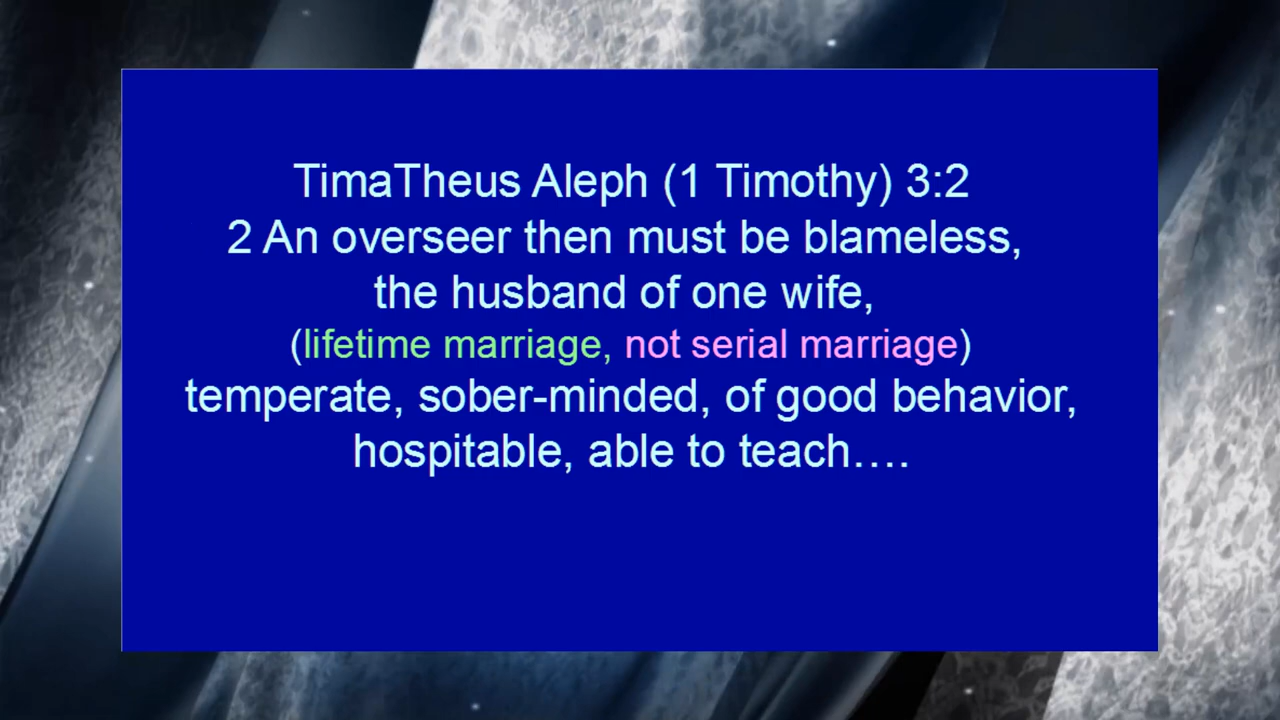 TimaTheus Aleph (1 Timothy) 3:2
2 An overseer then must be blameless,
the husband of one wife,
(lifetime marriage, not serial marriage)
temperate, sober-minded, of good behavior,
hospitable, able to teach….